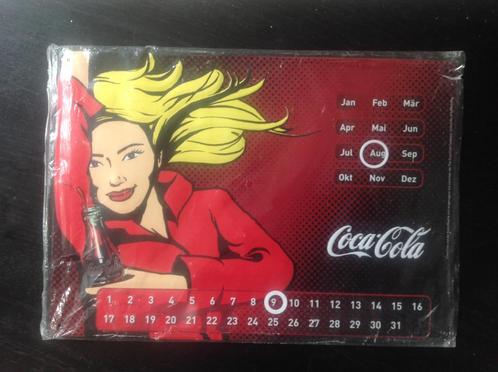 Jan Feb Mär
Apr Mai Jun
Jul Aug Sep
Okt Nov Dez
Coca-Cola
1 2 3 4 5 6 7 8 9 10 11 12 13 14 15 16
17 18 19 20 21 22 23 24 25 26 27 28 29 30 31